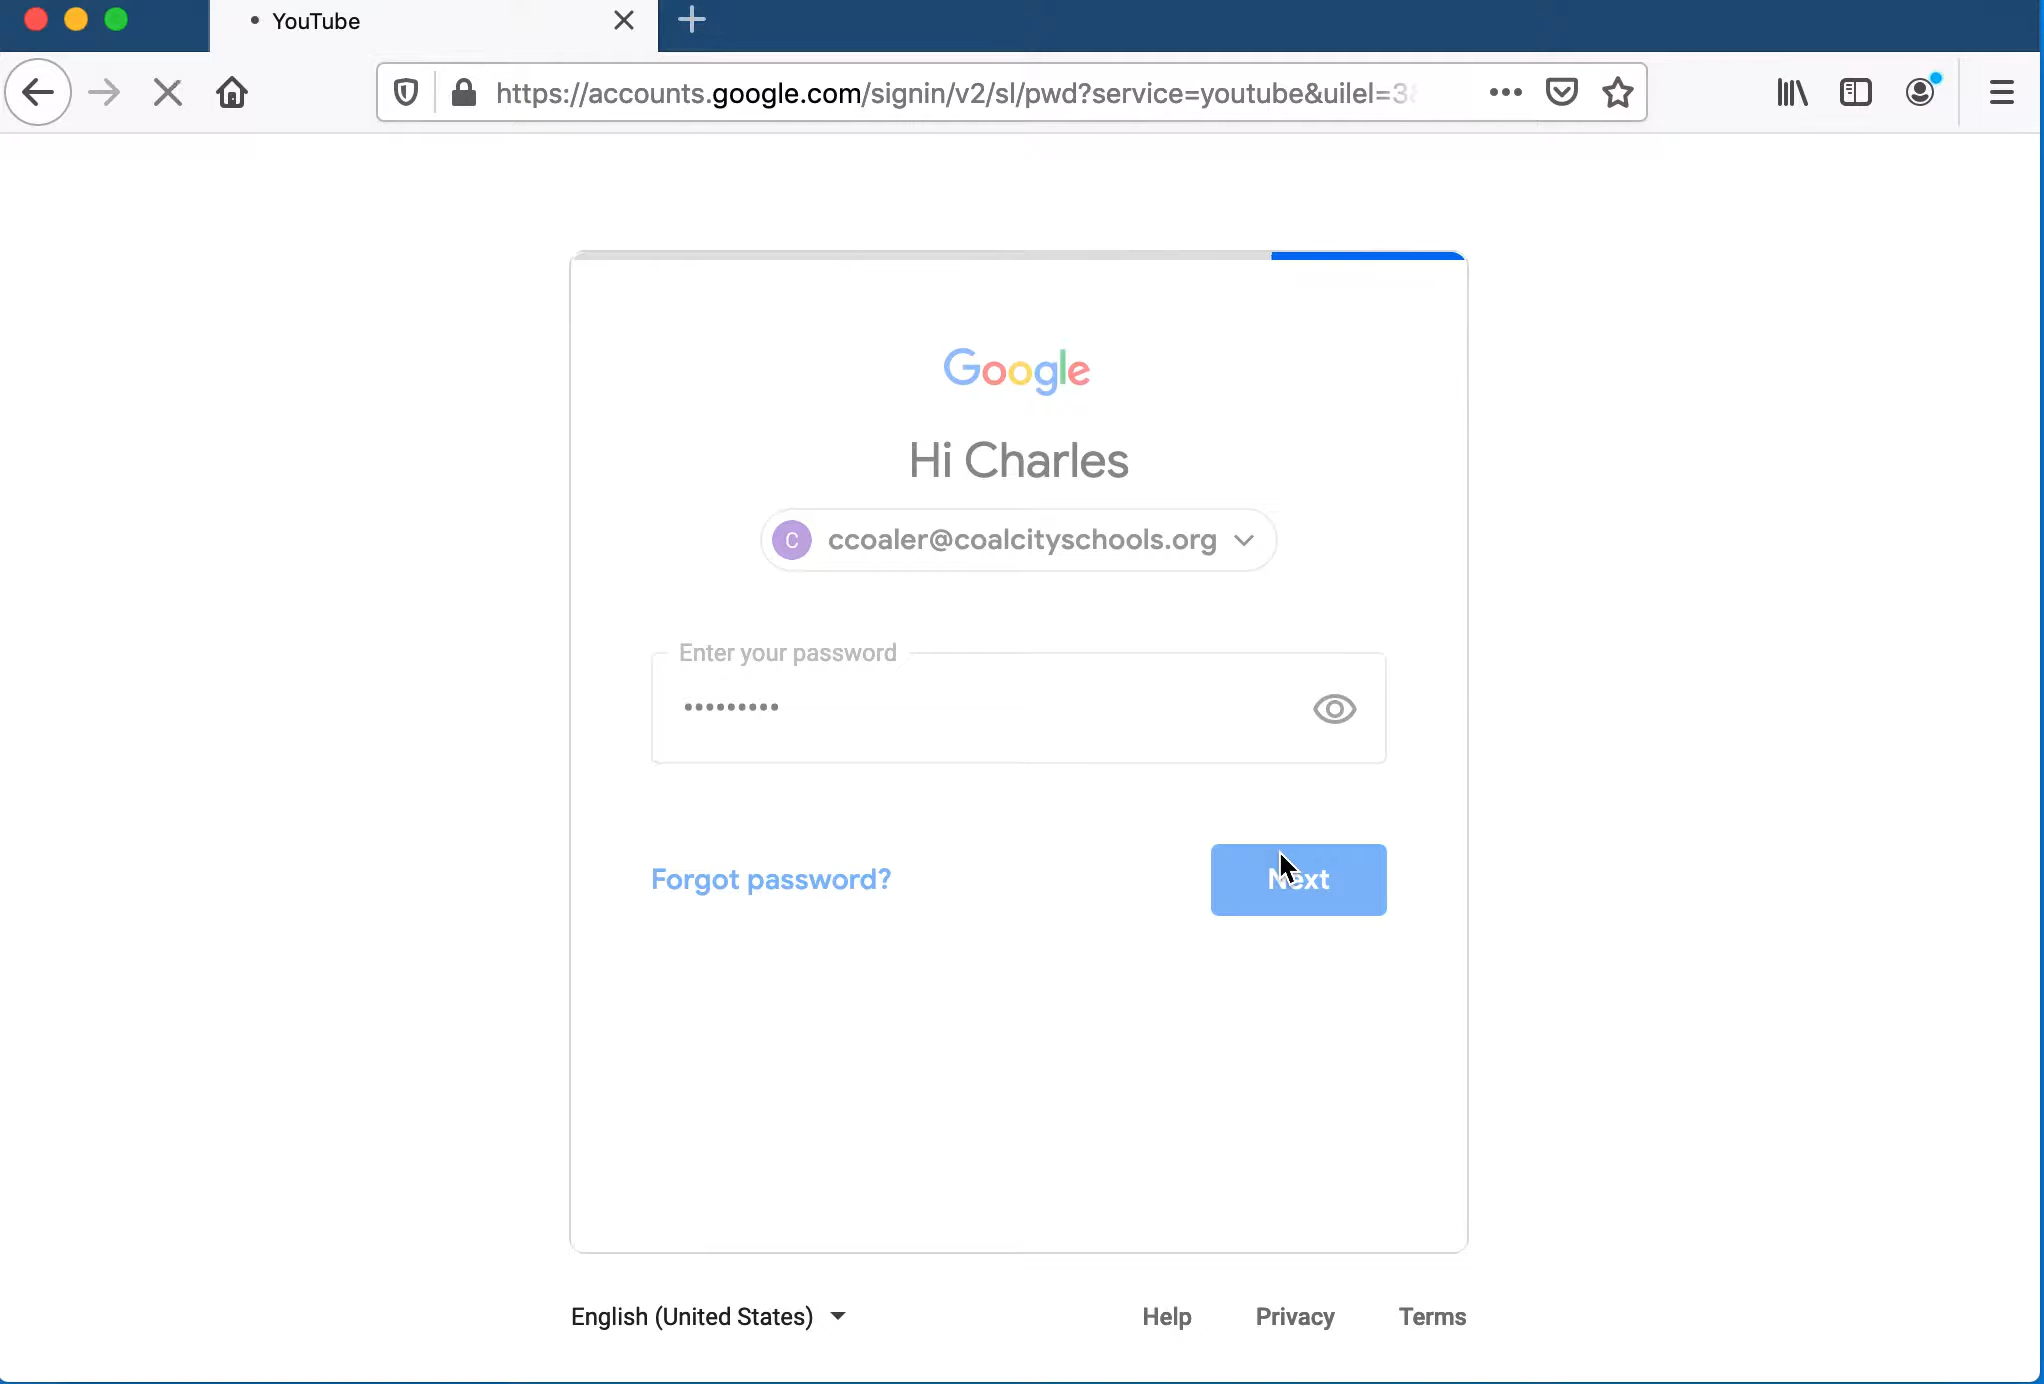 • YouTube
https://accounts.google.com/signin/v2/sl/pwd?service=youtube&uilel=3
Google
Hi Charles
C ccoaler@coalcityschools.org
Enter your password
•••••••••
Forgot password? Next
English (United States) Help Privacy Terms